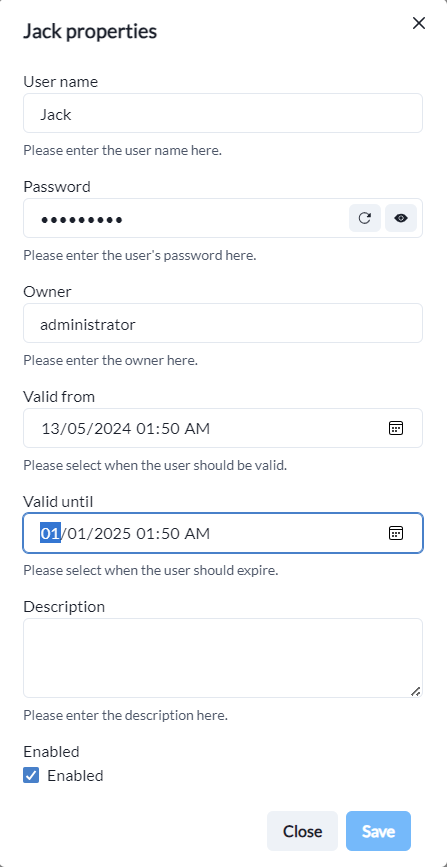 Jack properties
User name
Jack
Please enter the user name here.
Password
•••••••••
Please enter the user's password here.
Owner
administrator
Please enter the owner here.
Valid from
13/05/2024 01:50 AM
Please select when the user should be valid.
Valid until
01/01/2025 01:50 AM
Please select when the user should expire.
Description
Please enter the description here.
Enabled
Enabled
Close Save